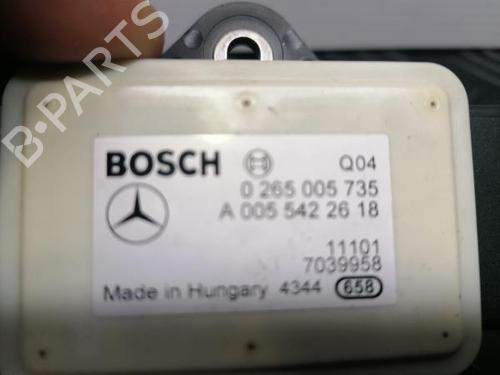 BOSCH
Q04
0 265 005 735
A 005 542 26 18
11101
7039958
Made in Hungary 4344 658
B-PARTS